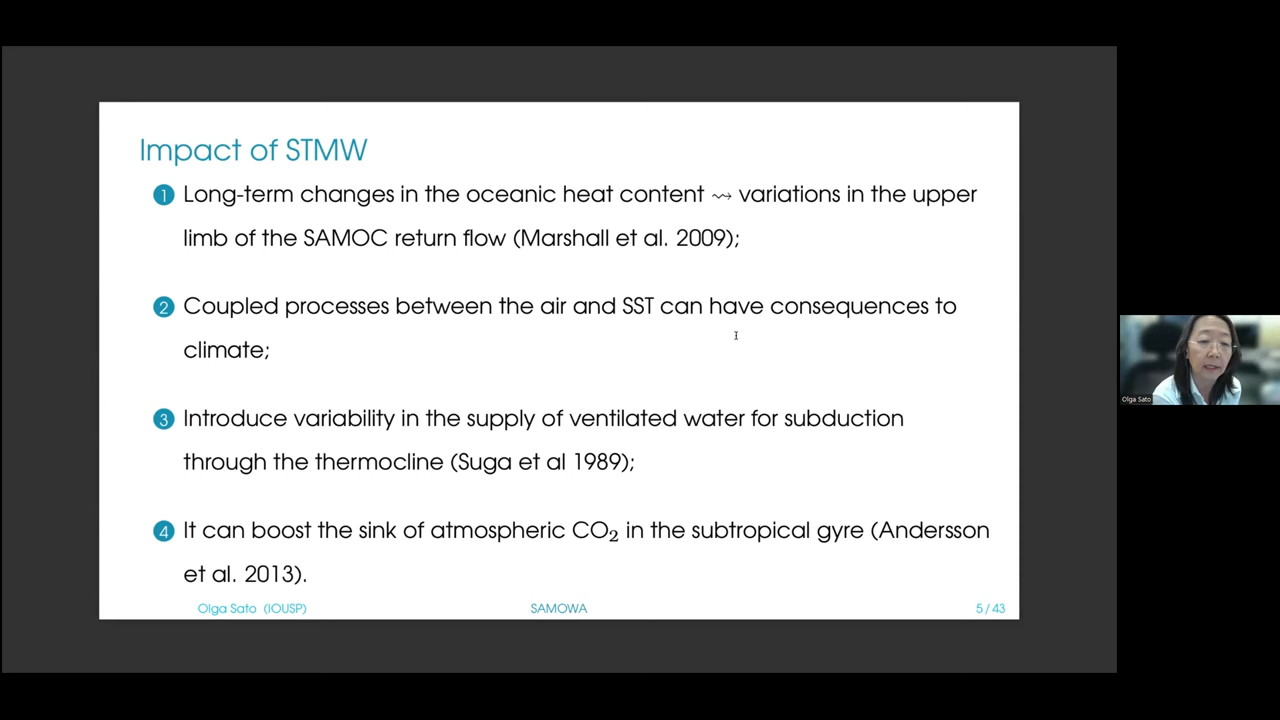 Impact of STMW
1 Long-term changes in the oceanic heat content ⇝ variations in the upper
limb of the SAMOC return flow (Marshall et al. 2009);
2 Coupled processes between the air and SST can have consequences to
climate;
3 Introduce variability in the supply of ventilated water for subduction
through the thermocline (Suga et al 1989);
4 It can boost the sink of atmospheric CO₂ in the subtropical gyre (Andersson
et al. 2013).
Olga Sato (IOUSP) SAMOWA 5 / 43
Olga Sato